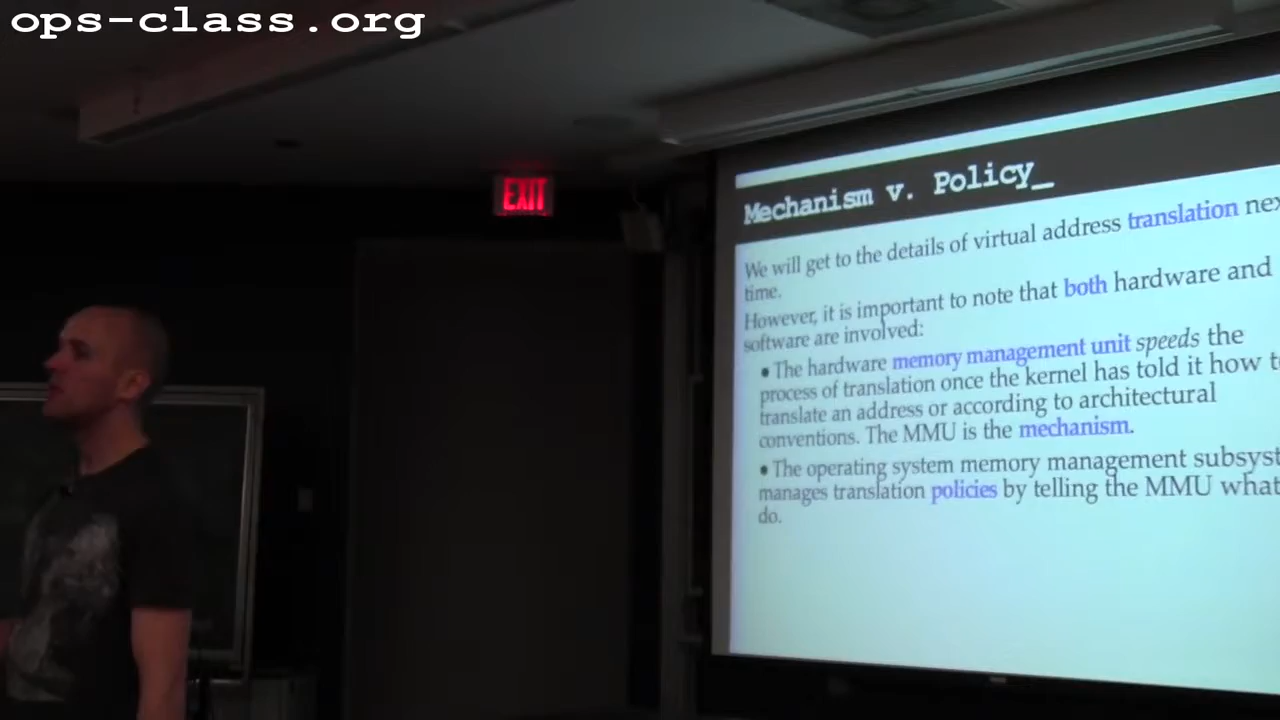 ops-class.org
EXIT
Mechanism v. Policy_
We will get to the details of virtual address translation
time.
However, it is important to note that both hardware and
software are involved:
• The hardware memory management unit speeds the
process of translation once the kernel has told it how
translate an address or according to architectural
conventions. The MMU is the mechanism.
• The operating system memory management
manages translation policies by telling the MMU what
do.